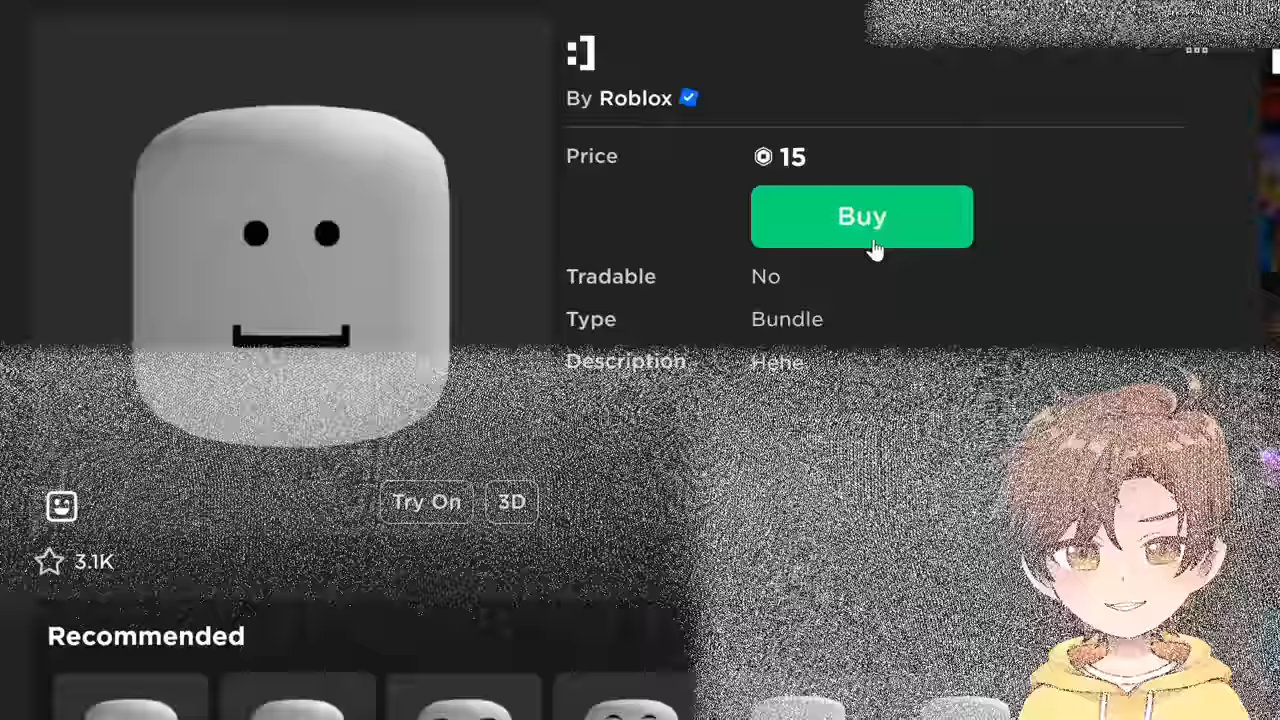 :]
By Roblox
Price 15
Buy
Tradable No
Type Bundle
Description Hehe
Try On 3D
3.1K
Recommended